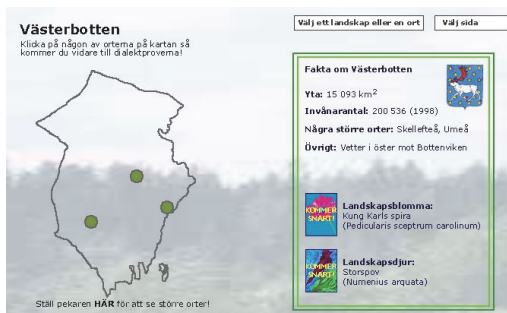 Västerbotten
Klicka på någon av orterna på kartan så
kommer du vidare till dialektproverna!
Ställ pekaren HÄR för att se större orter!
Välj ett landskap eller en ort
Välj sida
Fakta om Västerbotten
Yta: 15 093 km²
Invånarantal: 200 536 (1998)
Några större orter: Skellefteå, Umeå
Övrigt: Vetter i öster mot Bottenviken
KOMMER
SNART!
Landskapsblomma:
Kung Karls spira
(Pedicularis sceptrum carolinum)
KOMMER
SNART!
Landskapsdjur:
Storspov
(Numenius arquata)